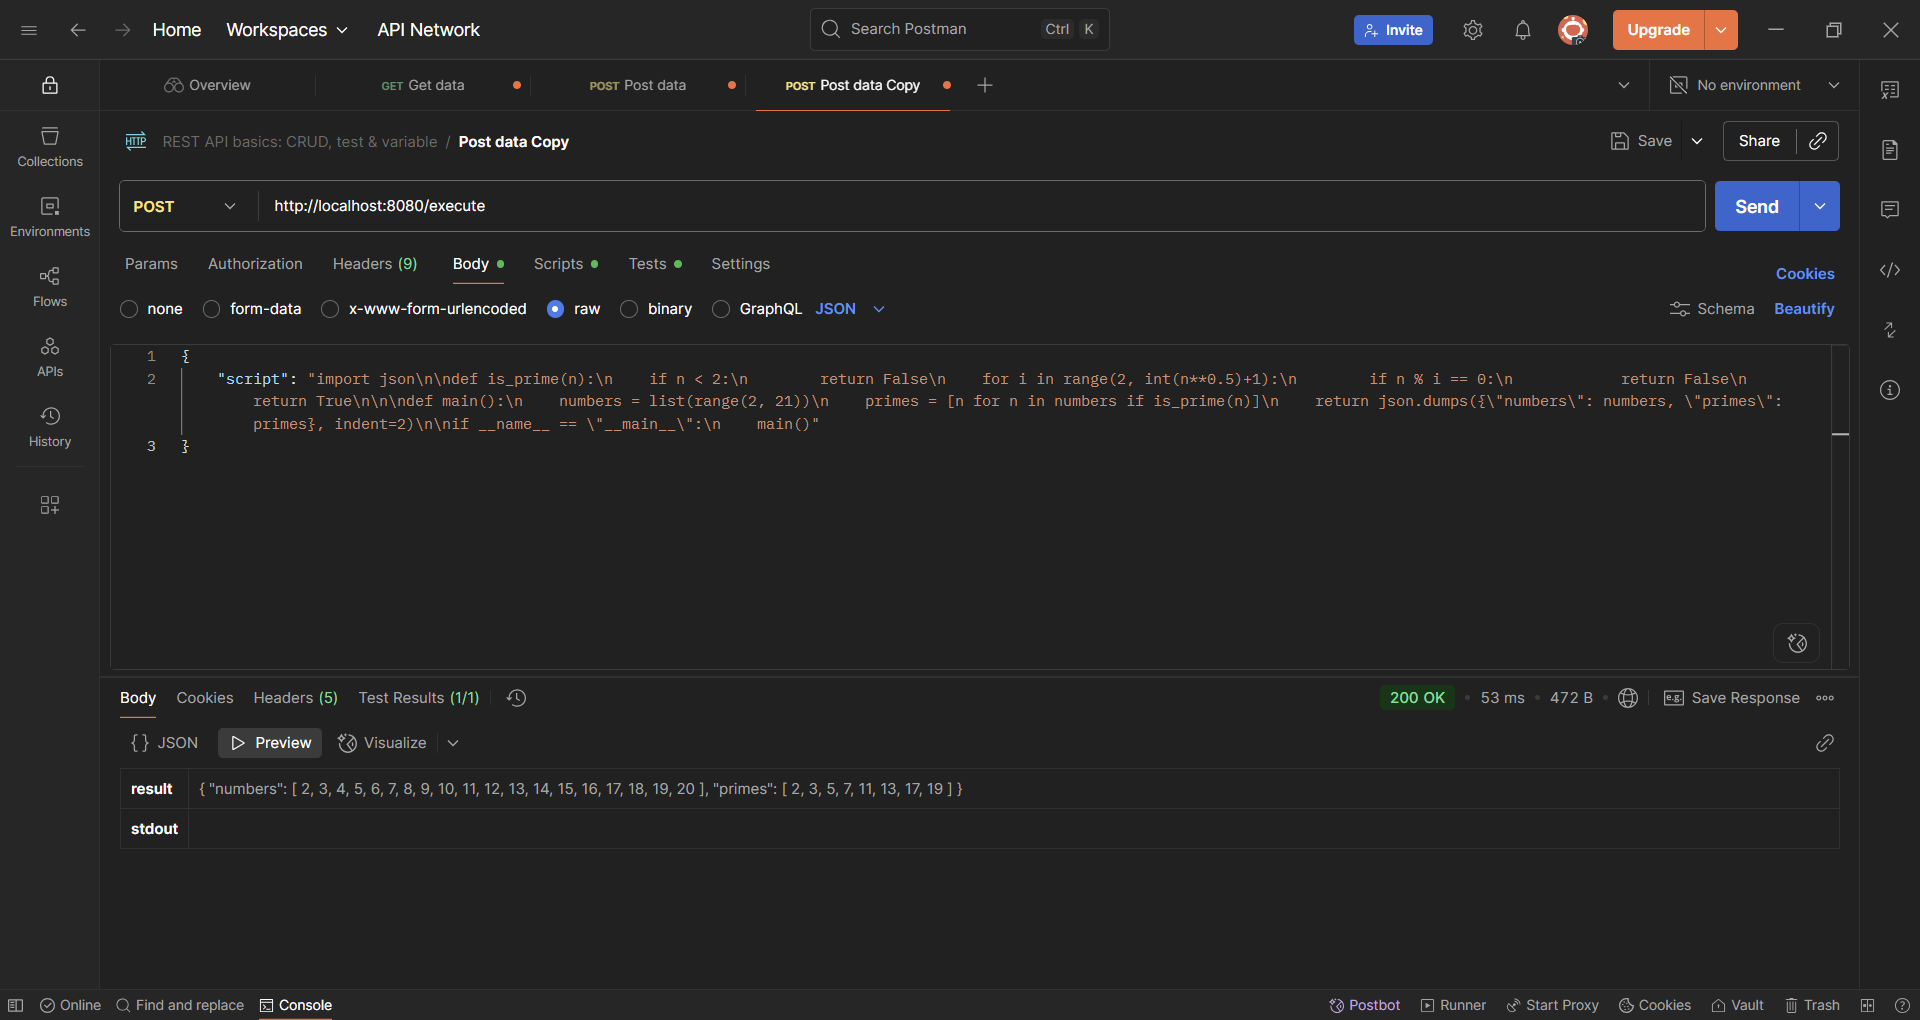 Home Workspaces API Network Search Postman Ctrl K Invite Upgrade
Overview GET Get data POST Post data POST Post data Copy No environment
HTTP REST API basics: CRUD, test & variable / Post data Copy Save Share
Collections
Environments
Flows
APIs
History
POST http://localhost:8080/execute Send
Params Authorization Headers (9) Body Scripts Tests Settings Cookies
none form-data x-www-form-urlencoded raw binary GraphQL JSON Schema Beautify
1 {
2 "script": "import json\n\ndef is_prime(n):\n    if n < 2:\n        return False\n    for i in range(2, int(n**0.5)+1):\n        if n % i == 0:\n            return False\n
return True\n\n\ndef main():\n    numbers = list(range(2, 21))\n    primes = [n for n in numbers if is_prime(n)]\n    return json.dumps({\"numbers\": numbers, \"primes\":
primes}, indent=2)\n\nif __name__ == \"__main__\":\n    main()"
3 }
Body Cookies Headers (5) Test Results (1/1) 200 OK 53 ms 472 B e.g. Save Response
{} JSON Preview Visualize
result { "numbers": [ 2, 3, 4, 5, 6, 7, 8, 9, 10, 11, 12, 13, 14, 15, 16, 17, 18, 19, 20 ], "primes": [ 2, 3, 5, 7, 11, 13, 17, 19 ] }
stdout
Online Find and replace Console Postbot Runner Start Proxy Cookies Vault Trash